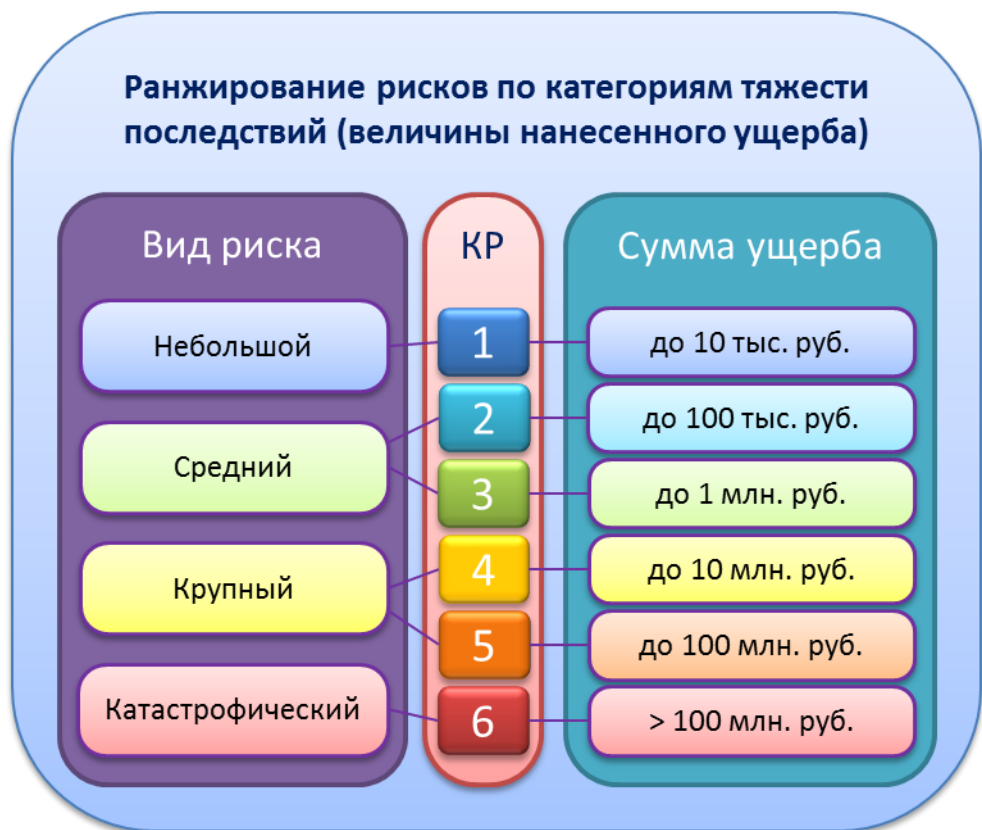 Ранжирование рисков по категориям тяжести
последствий (величины нанесенного ущерба)
Вид риска
КР
Сумма ущерба
Небольшой
1
до 10 тыс. руб.
Средний
2
до 100 тыс. руб.
3
до 1 млн. руб.
Крупный
4
до 10 млн. руб.
5
до 100 млн. руб.
Катастрофический
6
> 100 млн. руб.